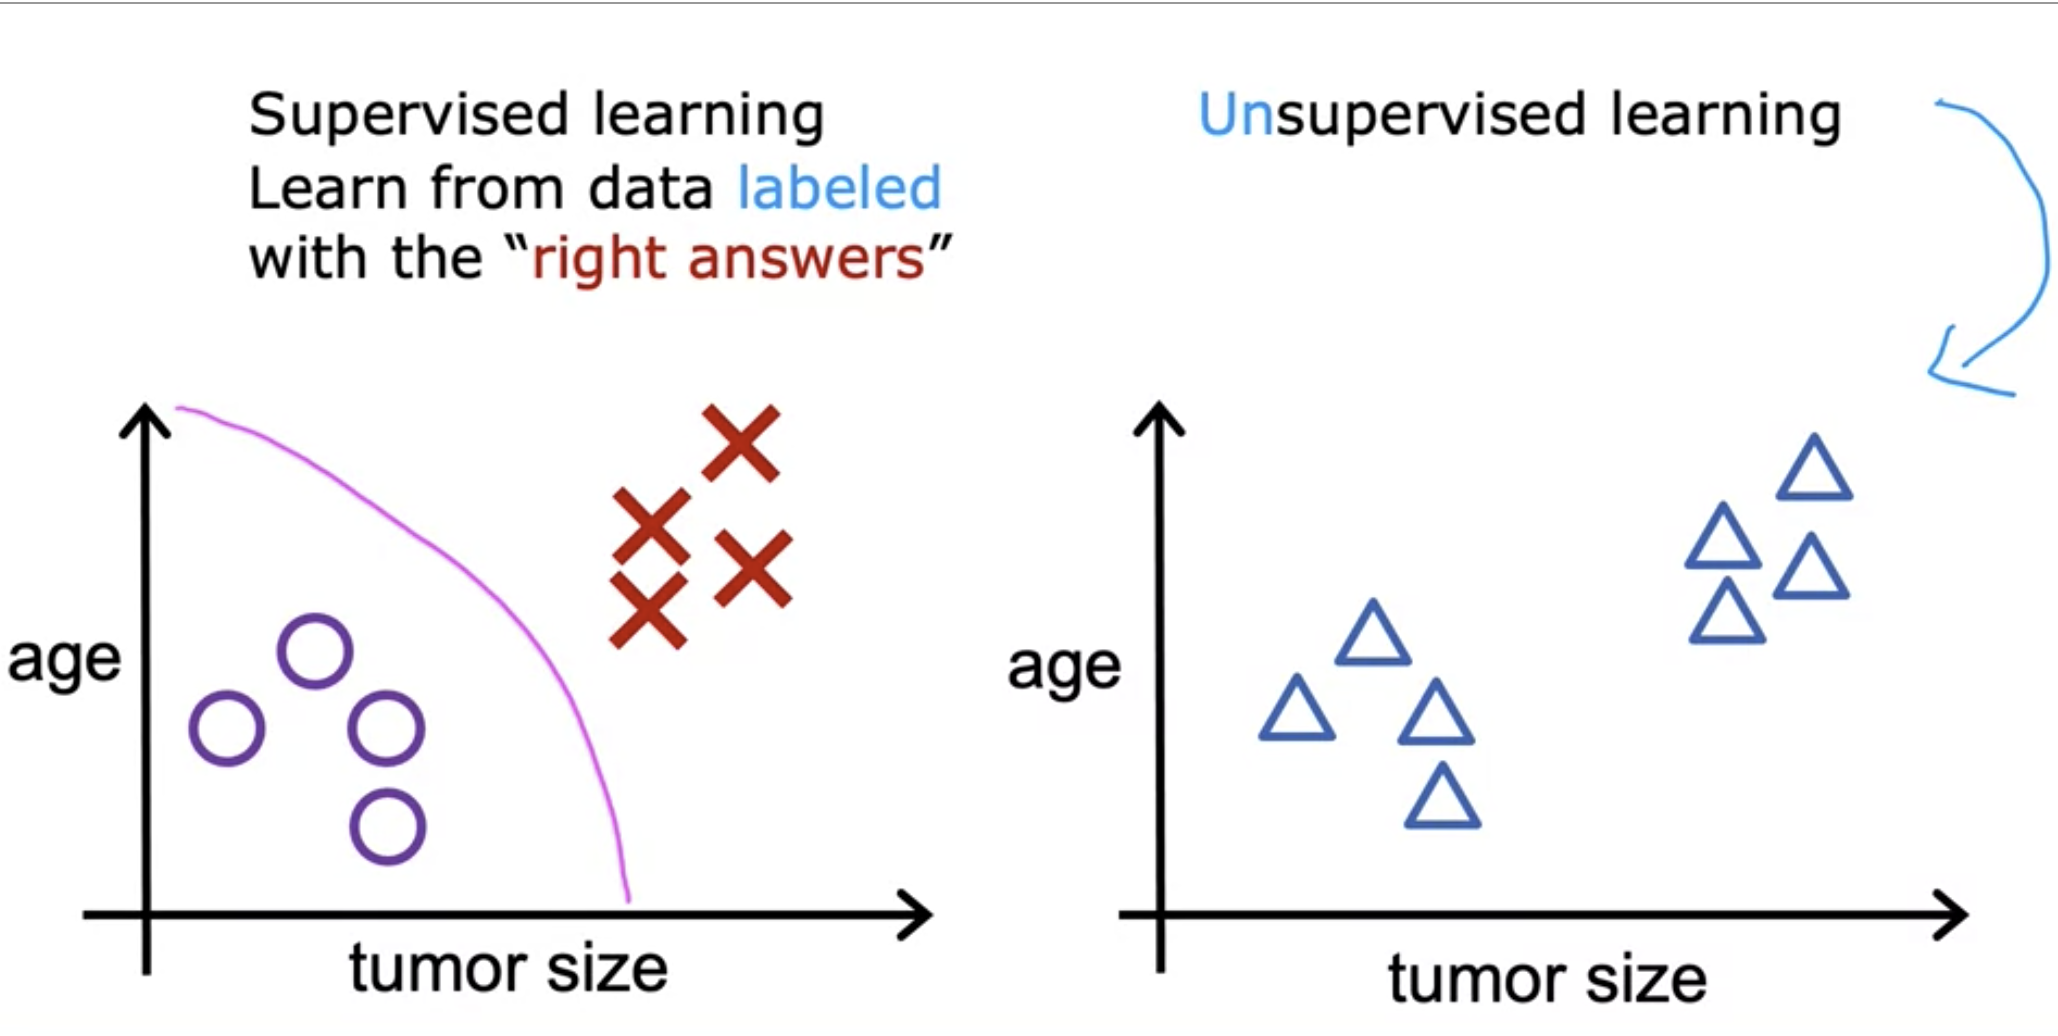 Supervised learning
Learn from data labeled
with the “right answers”
age
tumor size
Unsupervised learning
age
tumor size